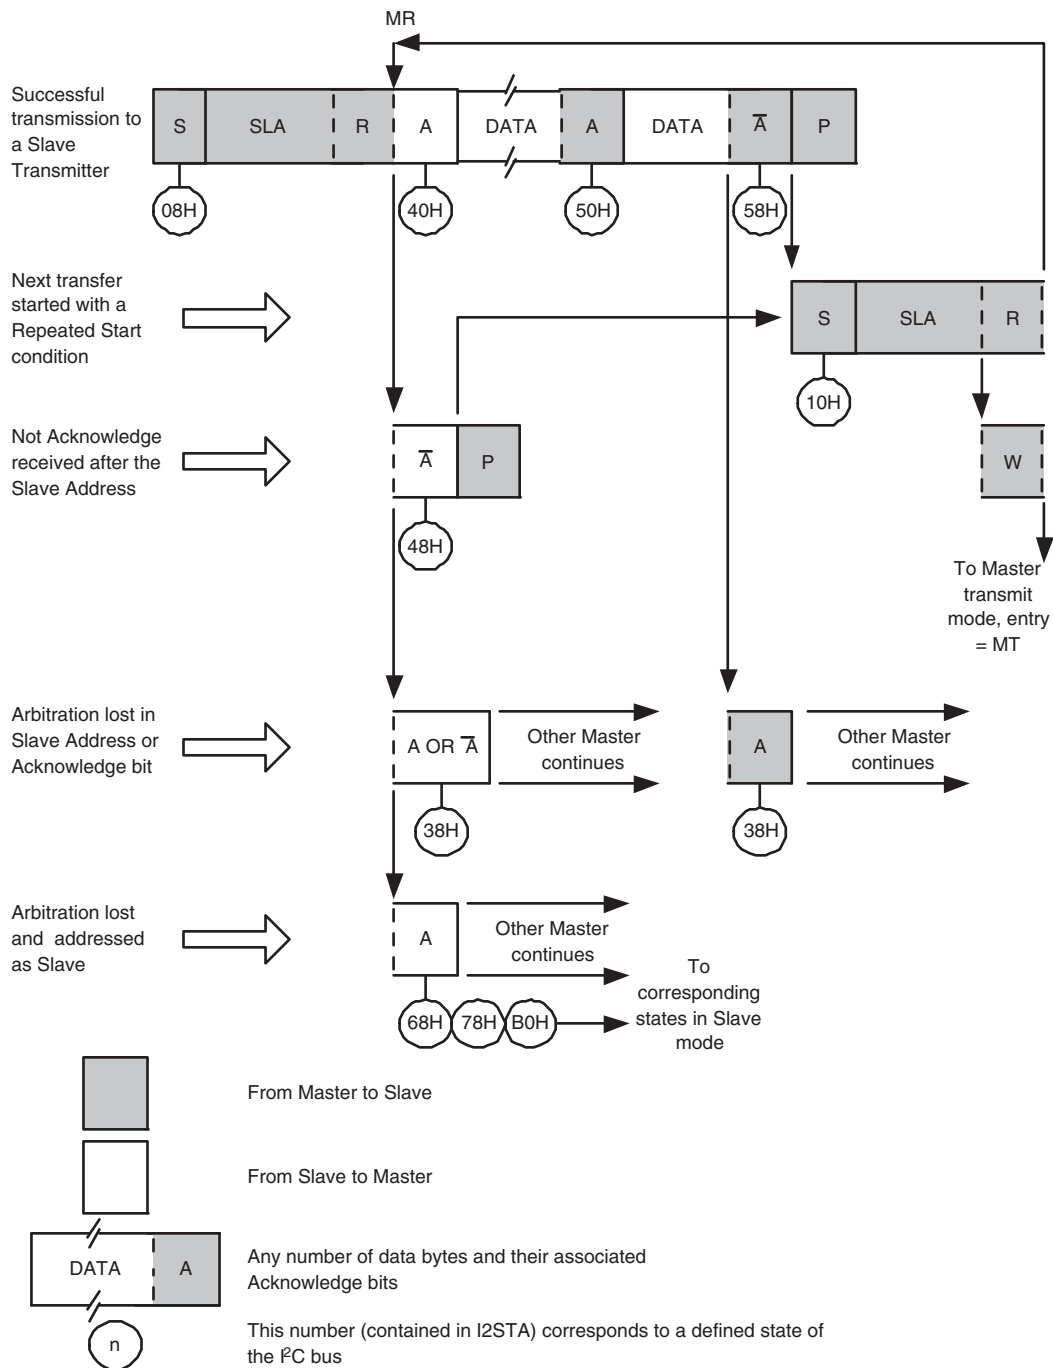 MR
Successful
transmission to
a Slave
Transmitter
S SLA R A DATA A DATA A̅ P
08H 40H 50H 58H
Next transfer
started with a
Repeated Start
condition
S SLA R
10H
Not Acknowledge
received after the
Slave Address
A̅ P
W
48H
To Master
transmit
mode, entry
= MT
Arbitration lost in
Slave Address or
Acknowledge bit
A OR A̅
Other Master
continues
A
Other Master
continues
38H 38H
Arbitration lost
and addressed
as Slave
A
Other Master
continues
68H 78H B0H
To
corresponding
states in Slave
mode
From Master to Slave
From Slave to Master
DATA A
Any number of data bytes and their associated
Acknowledge bits
n
This number (contained in I2STA) corresponds to a defined state of
the I²C bus